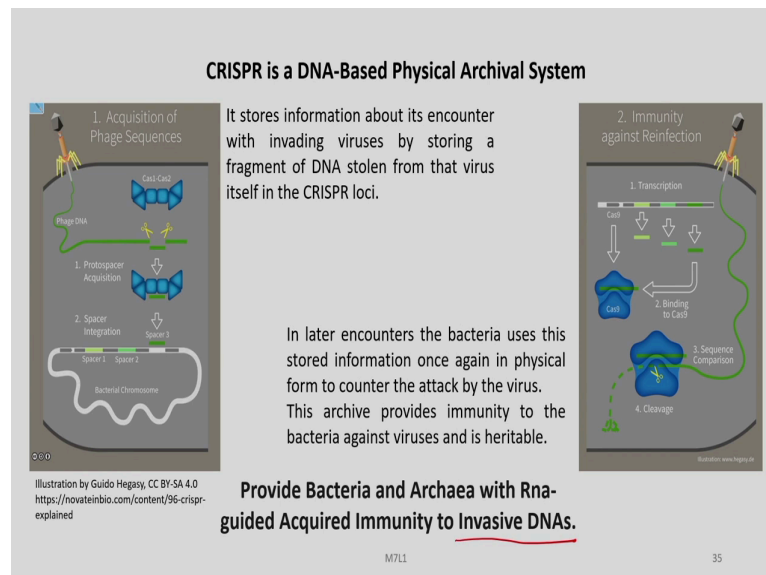 CRISPR is a DNA-Based Physical Archival System
1. Acquisition of
Phage Sequences
Cas1-Cas2
Phage DNA
1. Protospacer
Acquisition
2. Spacer
Integration
Spacer 3
Spacer 1
Spacer 2
Bacterial Chromosome
It stores information about its encounter
with invading viruses by storing a
fragment of DNA stolen from that virus
itself in the CRISPR loci.
In later encounters the bacteria uses this
stored information once again in physical
form to counter the attack by the virus.
This archive provides immunity to the
bacteria against viruses and is heritable.
2. Immunity
against Reinfection
1. Transcription
Cas9
Cas9
2. Binding
to Cas9
3. Sequence
Comparison
4. Cleavage
illustration: www.hegasy.de
Illustration by Guido Hegasy, CC BY-SA 4.0
https://novateinbio.com/content/96-crispr-
explained
Provide Bacteria and Archaea with Rna-
guided Acquired Immunity to Invasive DNAs.
M7L1
35